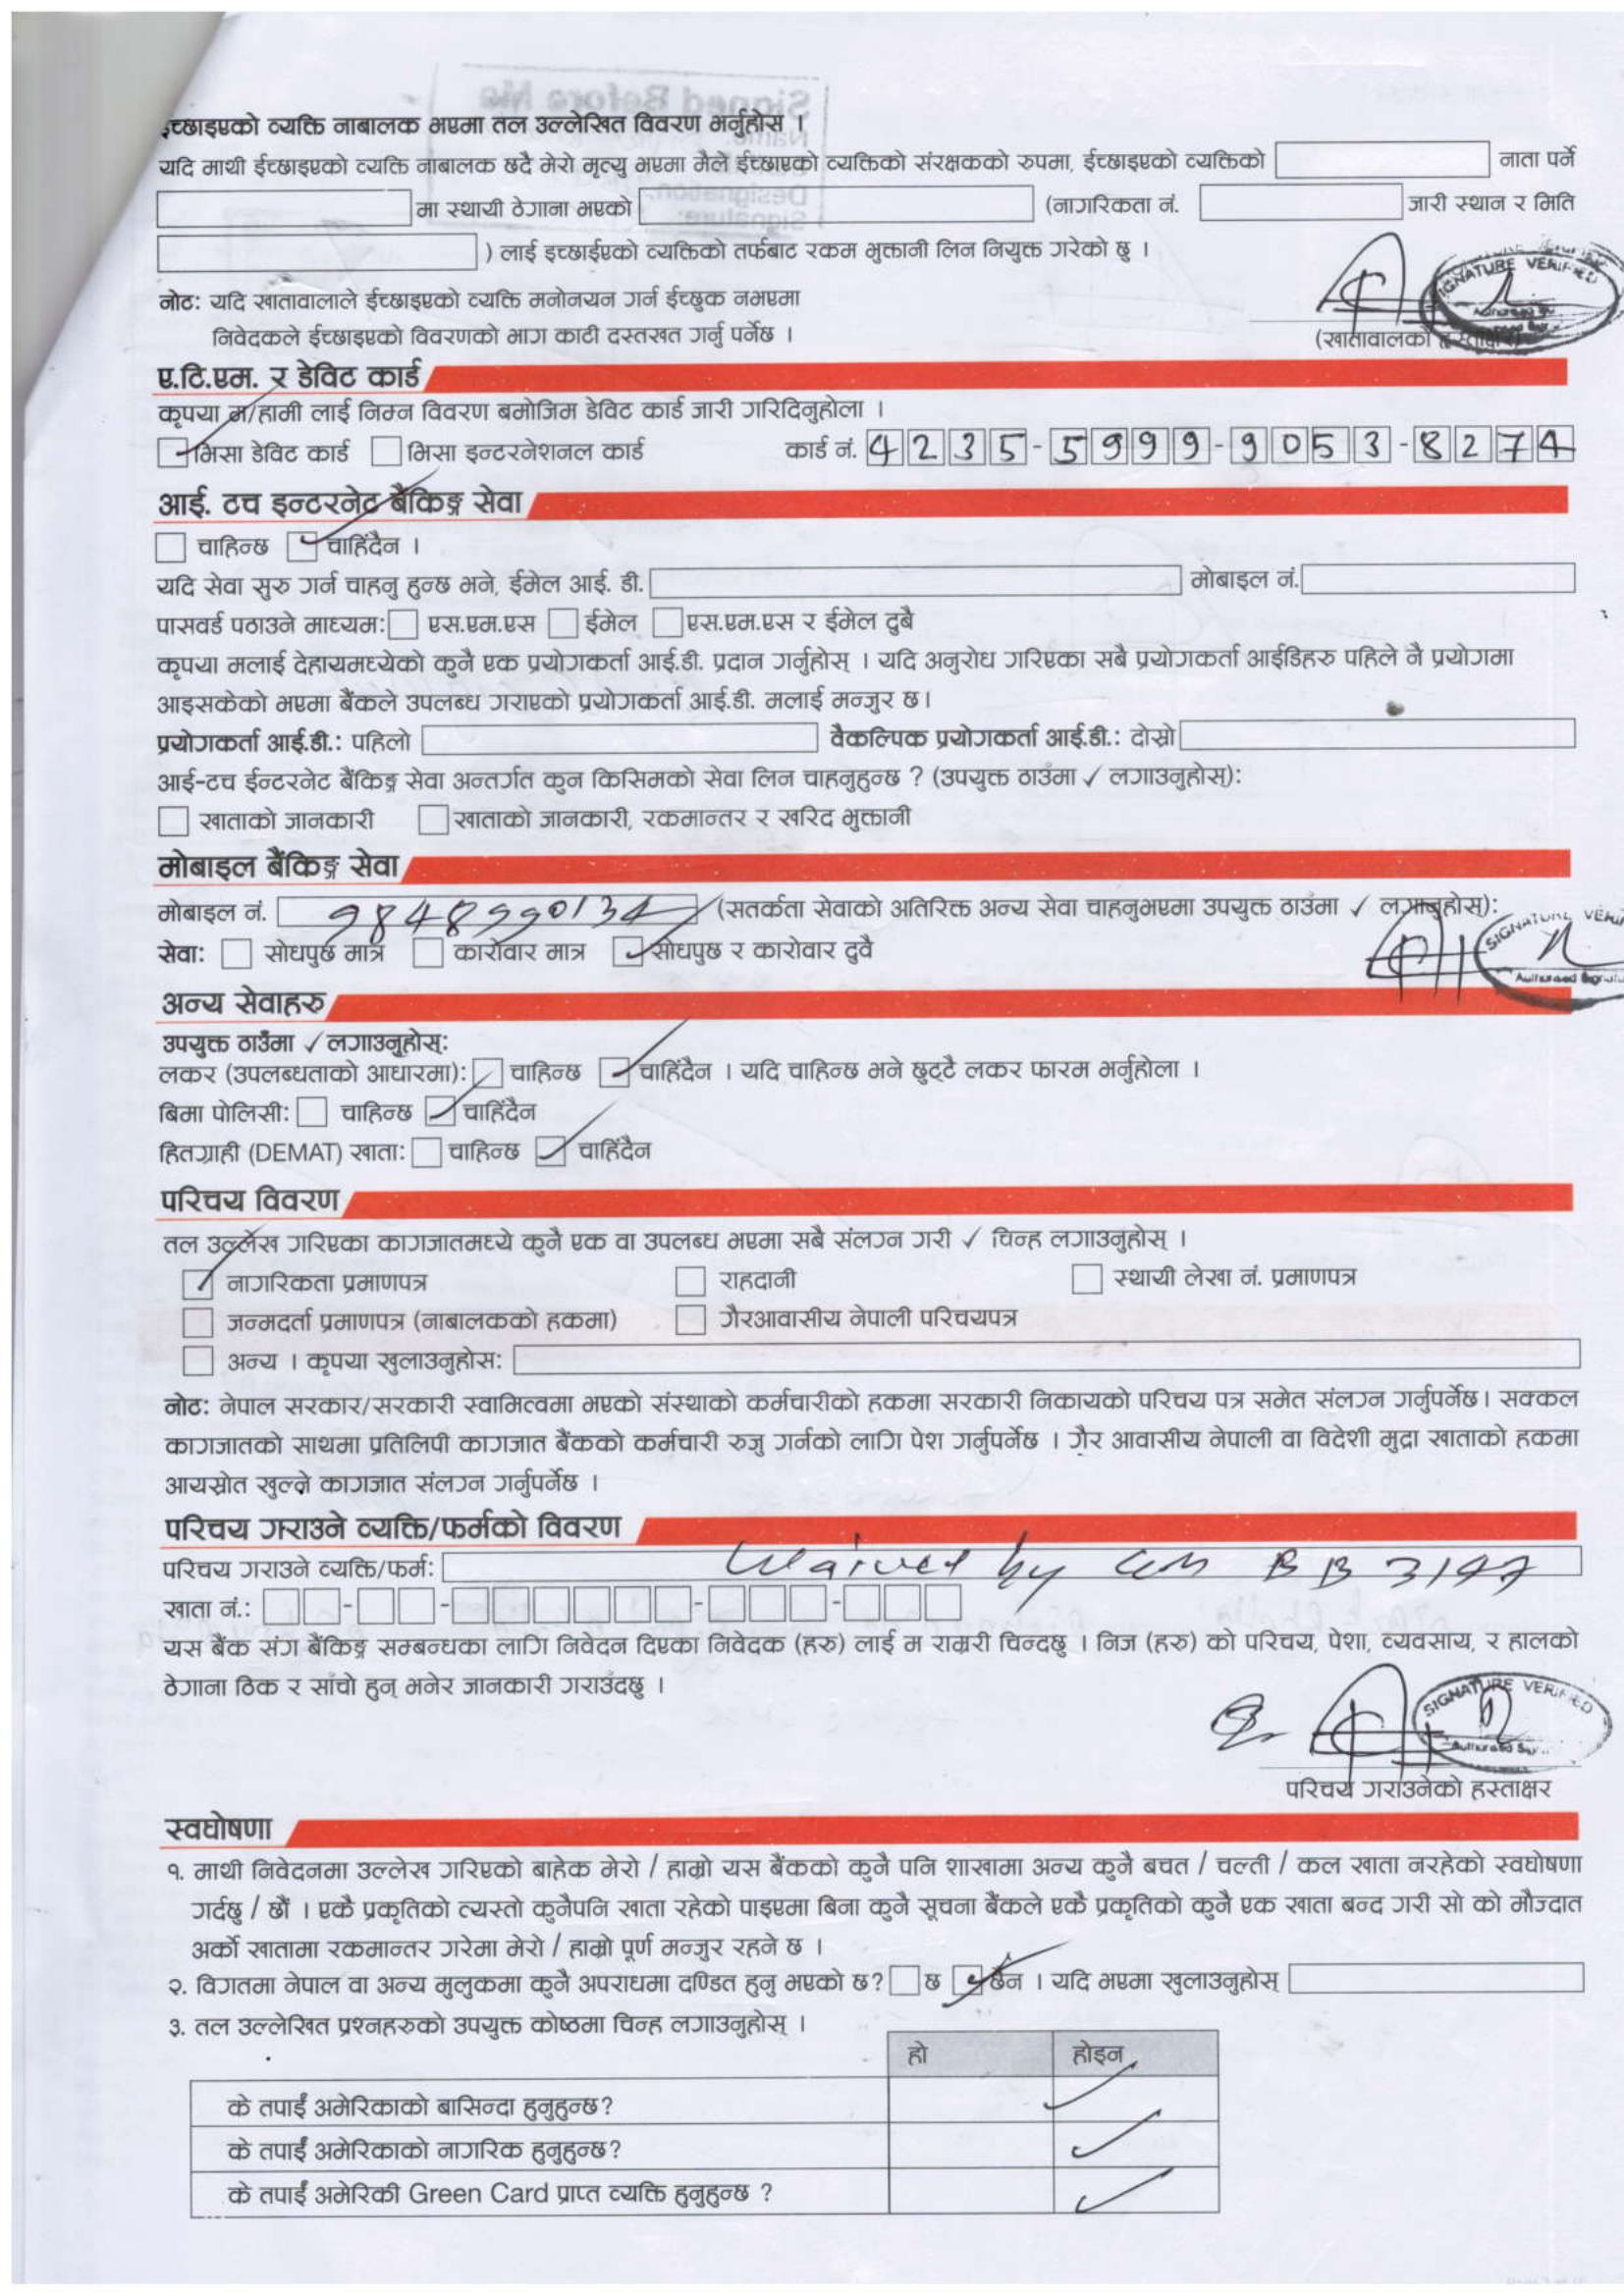 ईच्छाइएको व्यक्ति नाबालक भएमा तल उल्लेखित विवरण भर्नुहोस ।
यदि माथी ईच्छाइएको व्यक्ति नाबालक छदै मेरो मृत्यु भएमा मैले ईच्छाएको व्यक्तिको संरक्षकको रुपमा, ईच्छाइएको व्यक्तिको नाता पर्ने
मा स्थायी ठेगाना भएको (नागरिकता नं. जारी स्थान र मिति
) लाई इच्छाईएको व्यक्तिको तर्फबाट रकम भुक्तानी लिन नियुक्त गरेको छु ।
नोट: यदि खातावालाले ईच्छाइएको व्यक्ति मनोनयन गर्न ईच्छुक नभएमा
निवेदकले ईच्छाइएको विवरणको भाग काटी दस्तखत गर्नु पर्नेछ ।
SIGNATURE VERIFIED
(खातावालको हस्ताक्षर)
ए.टि.एम. र डेविट कार्ड
कृपया म/हामी लाई निम्न विवरण बमोजिम डेविट कार्ड जारी गरिदिनुहोला ।
भिसा डेविट कार्ड भिसा इन्टरनेशनल कार्ड कार्ड नं. 4235-5999-9053-8274
आई. टच इन्टरनेट बैंकिङ्ग सेवा
चाहिन्छ ✓ चाहिंदैन ।
यदि सेवा सुरु गर्न चाहनु हुन्छ भने, ईमेल आई. डी. मोबाइल नं.
पासवर्ड पठाउने माध्यम: एस.एम.एस ईमेल एस.एम.एस र ईमेल दुबै
कृपया मलाई देहायमध्येको कुनै एक प्रयोगकर्ता आई.डी. प्रदान गर्नुहोस् । यदि अनुरोध गरिएका सबै प्रयोगकर्ता आईडिहरु पहिले नै प्रयोगमा
आइसकेको भएमा बैंकले उपलब्ध गराएको प्रयोगकर्ता आई.डी. मलाई मन्जुर छ।
प्रयोगकर्ता आई.डी.: पहिलो वैकल्पिक प्रयोगकर्ता आई.डी.: दोस्रो
आई-टच ईन्टरनेट बैंकिङ्ग सेवा अन्तर्गत कुन किसिमको सेवा लिन चाहनुहुन्छ ? (उपयुक्त ठाउँमा ✓ लगाउनुहोस्):
खाताको जानकारी खाताको जानकारी, रकमान्तर र खरिद भुक्तानी
मोबाइल बैंकिङ्ग सेवा
मोबाइल नं. 9848990134 (सतर्कता सेवाको अतिरिक्त अन्य सेवा चाहनुभएमा उपयुक्त ठाउँमा ✓ लगाउनुहोस्):
सेवा: सोधपुछ मात्र कारोवार मात्र ✓ सोधपुछ र कारोवार दुवै
SIGNATURE VERI
अन्य सेवाहरु
उपयुक्त ठाउँमा ✓ लगाउनुहोस्:
लकर (उपलब्धताको आधारमा): चाहिन्छ ✓ चाहिंदैन । यदि चाहिन्छ भने छुट्टै लकर फारम भर्नुहोला ।
बिमा पोलिसी: चाहिन्छ ✓ चाहिंदैन
हितग्राही (DEMAT) खाता: चाहिन्छ ✓ चाहिंदैन
परिचय विवरण
तल उल्लेख गरिएका कागजातमध्ये कुनै एक वा उपलब्ध भएमा सबै संलग्न गरी ✓ चिन्ह लगाउनुहोस् ।
✓ नागरिकता प्रमाणपत्र राहदानी स्थायी लेखा नं. प्रमाणपत्र
जन्मदर्ता प्रमाणपत्र (नाबालकको हकमा) गैरआवासीय नेपाली परिचयपत्र
अन्य । कृपया खुलाउनुहोस:
नोट: नेपाल सरकार/सरकारी स्वामित्वमा भएको संस्थाको कर्मचारीको हकमा सरकारी निकायको परिचय पत्र समेत संलग्न गर्नुपर्नेछ। सक्कल
कागजातको साथमा प्रतिलिपी कागजात बैंकको कर्मचारी रुजु गर्नको लागि पेश गर्नुपर्नेछ । गैर आवासीय नेपाली वा विदेशी मुद्रा खाताको हकमा
आयस्रोत खुल्ने कागजात संलग्न गर्नुपर्नेछ ।
परिचय गराउने व्यक्ति/फर्मको विवरण
परिचय गराउने व्यक्ति/फर्म: Waived by BB
खाता नं.:
यस बैंक संग बैंकिङ्ग सम्बन्धका लागि निवेदन दिएका निवेदक (हरु) लाई म राम्ररी चिन्दछु । निज (हरु) को परिचय, पेशा, व्यवसाय, र हालको
ठेगाना ठिक र साँचो हुन् भनेर जानकारी गराउँदछु ।
SIGNATURE VERIFIED
परिचय गराउनेको हस्ताक्षर
स्वघोषणा
१. माथी निवेदनमा उल्लेख गरिएको बाहेक मेरो / हाम्रो यस बैंकको कुनै पनि शाखामा अन्य कुनै बचत / चल्ती / कल खाता नरहेको स्वघोषणा
गर्दछु / छौं । एकै प्रकृतिको त्यस्तो कुनैपनि खाता रहेको पाइएमा बिना कुनै सूचना बैंकले एकै प्रकृतिको कुनै एक खाता बन्द गरी सो को मौज्दात
अर्को खातामा रकमान्तर गरेमा मेरो / हाम्रो पूर्ण मन्जुर रहने छ ।
२. विगतमा नेपाल वा अन्य मुलुकमा कुनै अपराधमा दण्डित हुनु भएको छ? छ ✓ छैन । यदि भएमा खुलाउनुहोस्
३. तल उल्लेखित प्रश्नहरुको उपयुक्त कोष्ठमा चिन्ह लगाउनुहोस् ।
हो होइन
के तपाईं अमेरिकाको बासिन्दा हुनुहुन्छ? ✓
के तपाईं अमेरिकाको नागरिक हुनुहुन्छ? ✓
के तपाईं अमेरिकी Green Card प्राप्त व्यक्ति हुनुहुन्छ ? ✓